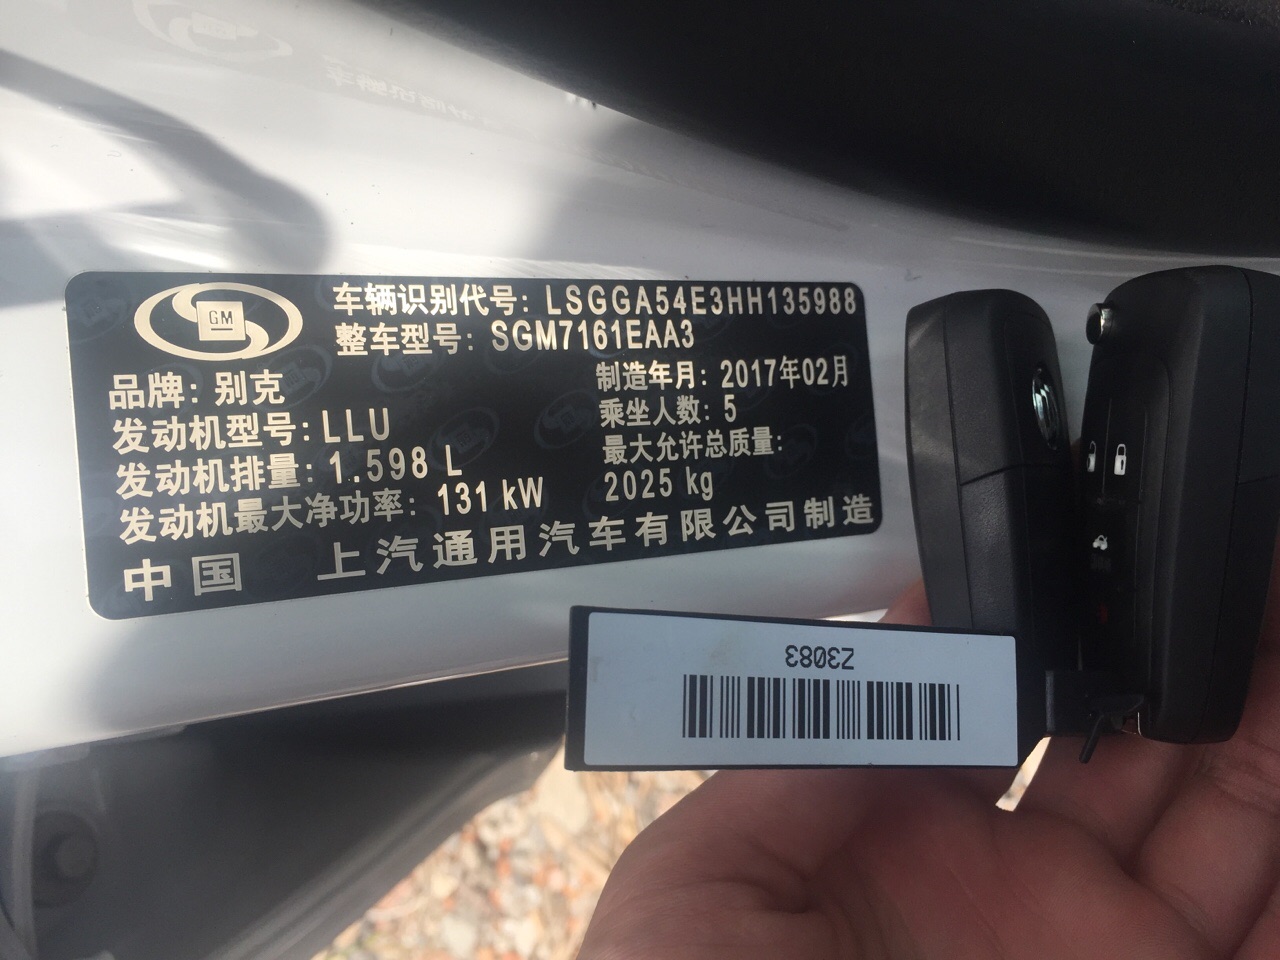 GM
车辆识别代号: LSGGA54E3HH135988
整车型号: SGM7161EAA3
品牌: 别克
制造年月: 2017年02月
发动机型号: LLU
乘坐人数: 5
发动机排量: 1.598 L
最大允许总质量:
2025 kg
发动机最大净功率: 131 kW
中国 上汽通用汽车有限公司制造
Z3083